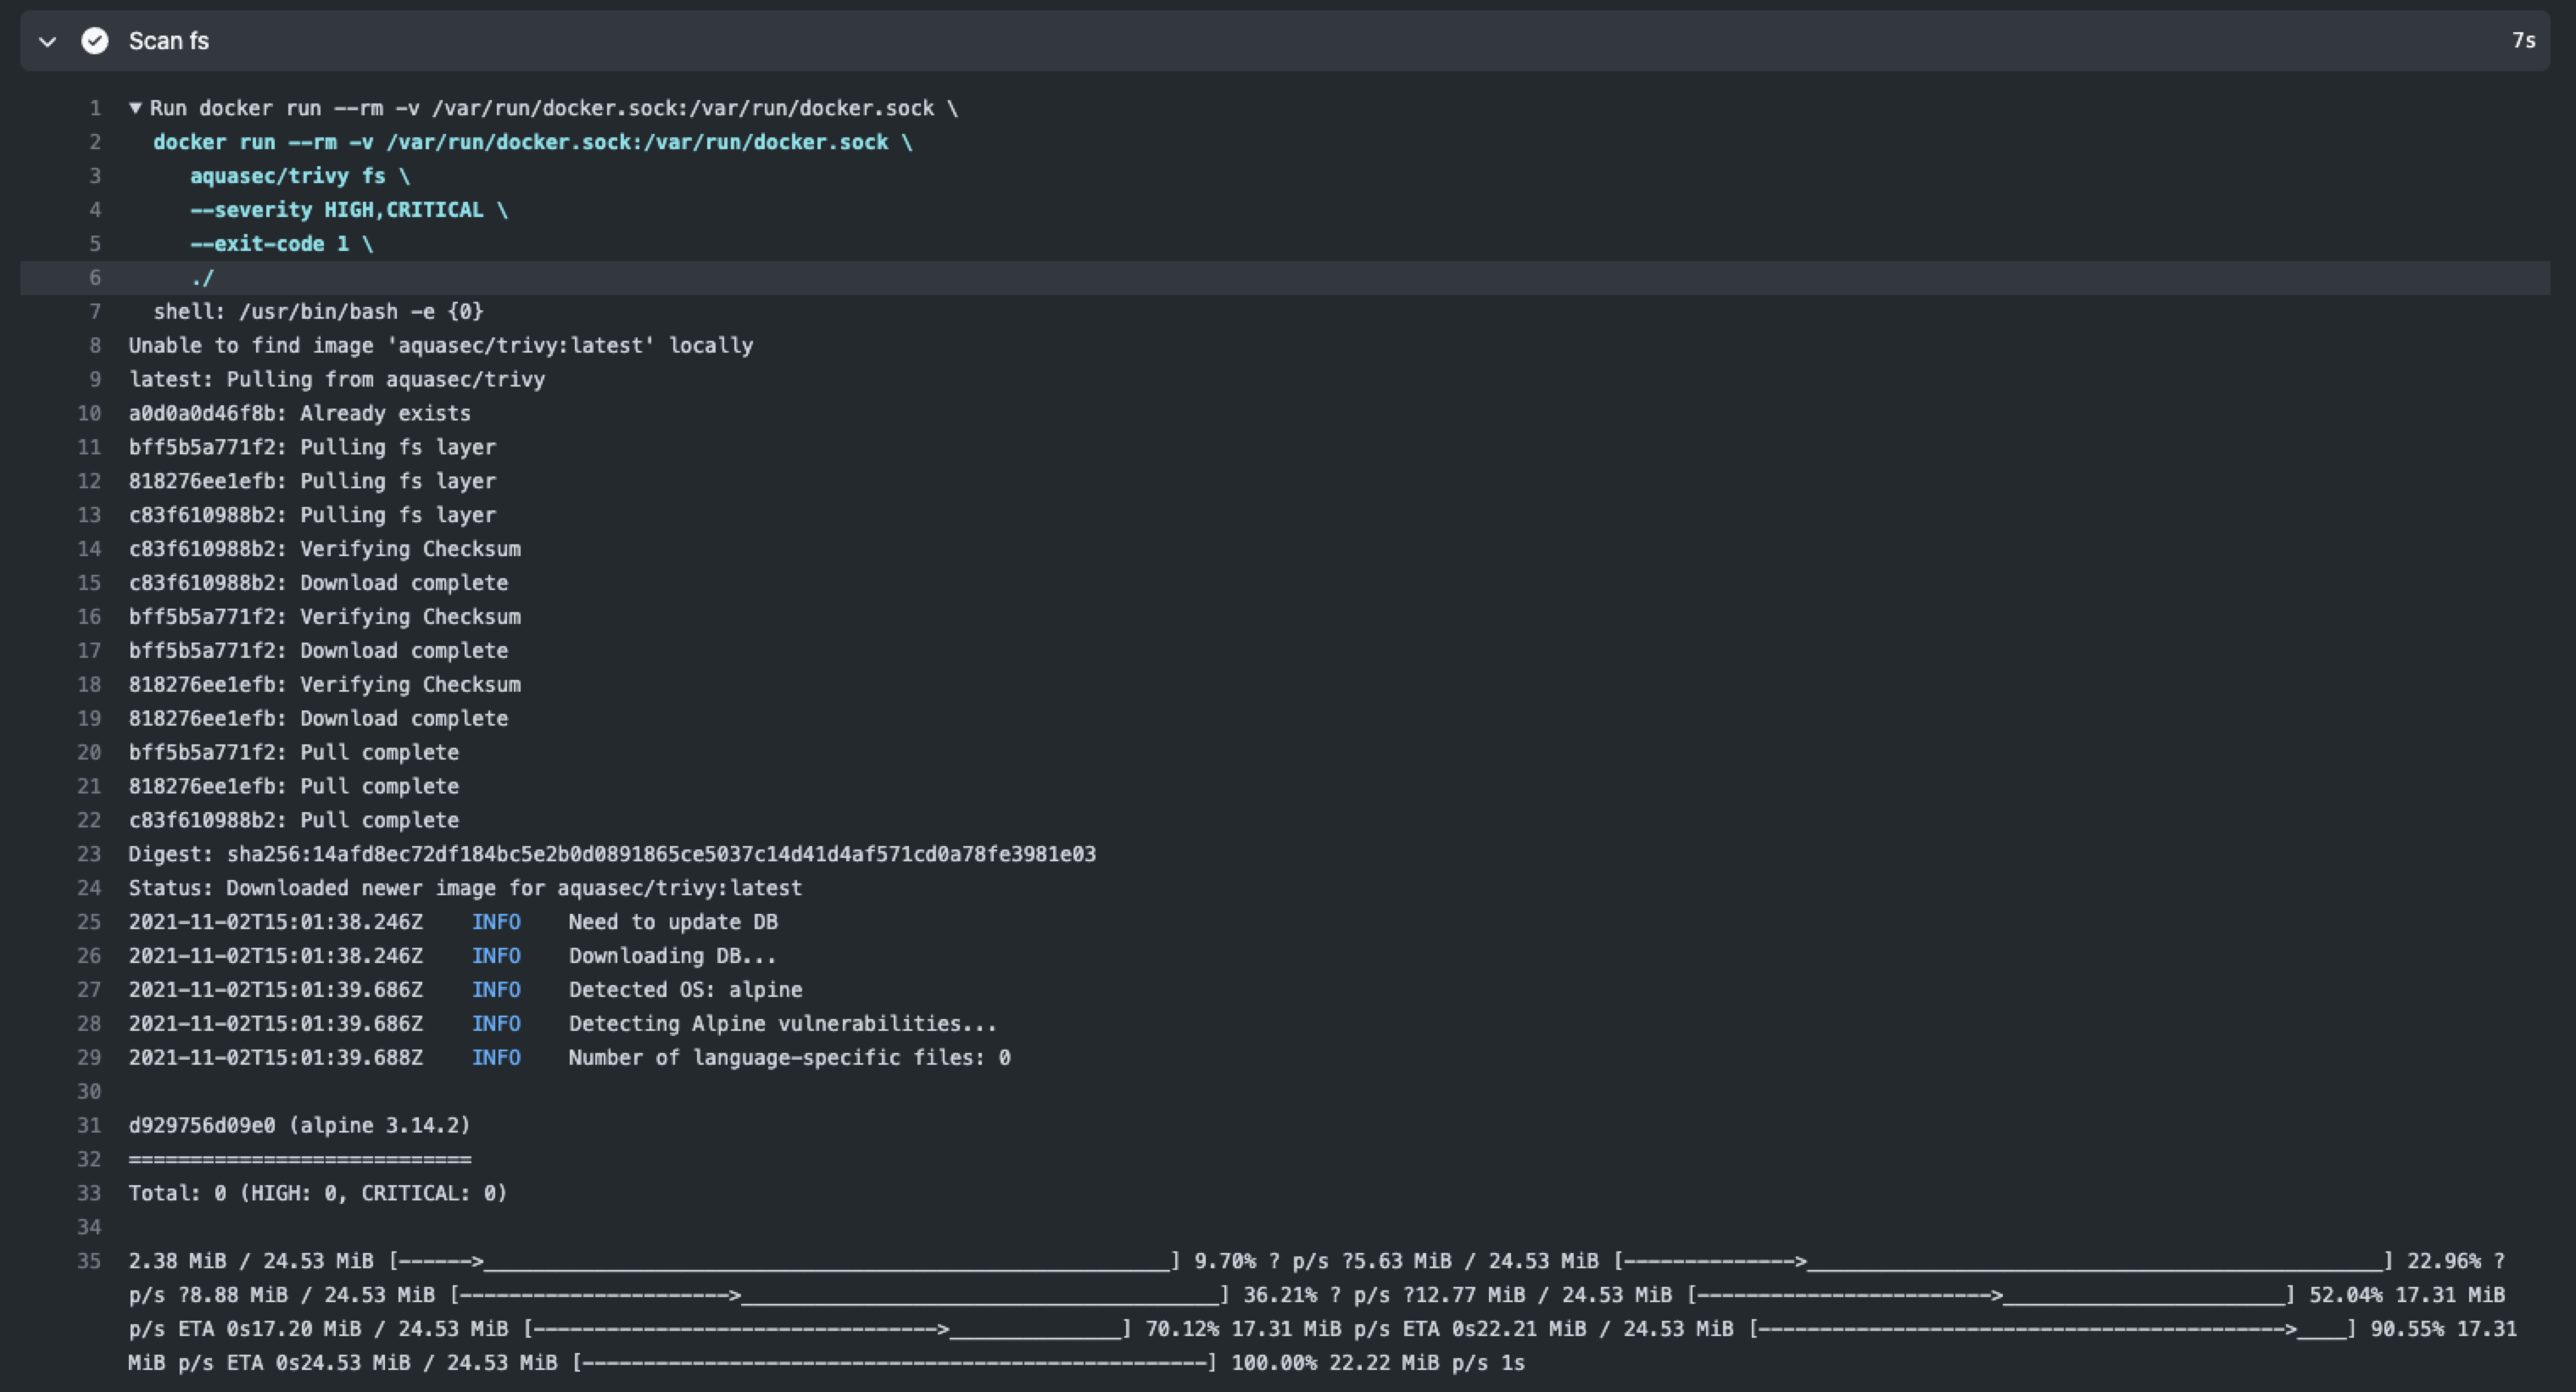 Scan fs 7s
1 ▼ Run docker run --rm -v /var/run/docker.sock:/var/run/docker.sock \
2 docker run --rm -v /var/run/docker.sock:/var/run/docker.sock \
3 aquasec/trivy fs \
4 --severity HIGH,CRITICAL \
5 --exit-code 1 \
6 ./
7 shell: /usr/bin/bash -e {0}
8 Unable to find image 'aquasec/trivy:latest' locally
9 latest: Pulling from aquasec/trivy
10 a0d0a0d46f8b: Already exists
11 bff5b5a771f2: Pulling fs layer
12 818276ee1efb: Pulling fs layer
13 c83f610988b2: Pulling fs layer
14 c83f610988b2: Verifying Checksum
15 c83f610988b2: Download complete
16 bff5b5a771f2: Verifying Checksum
17 bff5b5a771f2: Download complete
18 818276ee1efb: Verifying Checksum
19 818276ee1efb: Download complete
20 bff5b5a771f2: Pull complete
21 818276ee1efb: Pull complete
22 c83f610988b2: Pull complete
23 Digest: sha256:14afd8ec72df184bc5e2b0d0891865ce5037c14d41d4af571cd0a78fe3981e03
24 Status: Downloaded newer image for aquasec/trivy:latest
25 2021-11-02T15:01:38.246Z INFO Need to update DB
26 2021-11-02T15:01:38.246Z INFO Downloading DB...
27 2021-11-02T15:01:39.686Z INFO Detected OS: alpine
28 2021-11-02T15:01:39.686Z INFO Detecting Alpine vulnerabilities...
29 2021-11-02T15:01:39.688Z INFO Number of language-specific files: 0
30
31 d929756d09e0 (alpine 3.14.2)
32 ============================
33 Total: 0 (HIGH: 0, CRITICAL: 0)
34
35 2.38 MiB / 24.53 MiB [------>________________________________________________________] 9.70% ? p/s ?5.63 MiB / 24.53 MiB [-------------->_______________________________________________] 22.96% ?
p/s ?8.88 MiB / 24.53 MiB [---------------------->_______________________________________] 36.21% ? p/s ?12.77 MiB / 24.53 MiB [------------------------>_______________________] 52.04% 17.31 MiB
p/s ETA 0s17.20 MiB / 24.53 MiB [--------------------------------->______________] 70.12% 17.31 MiB p/s ETA 0s22.21 MiB / 24.53 MiB [------------------------------------------->____] 90.55% 17.31
MiB p/s ETA 0s24.53 MiB / 24.53 MiB [---------------------------------------------------] 100.00% 22.22 MiB p/s 1s